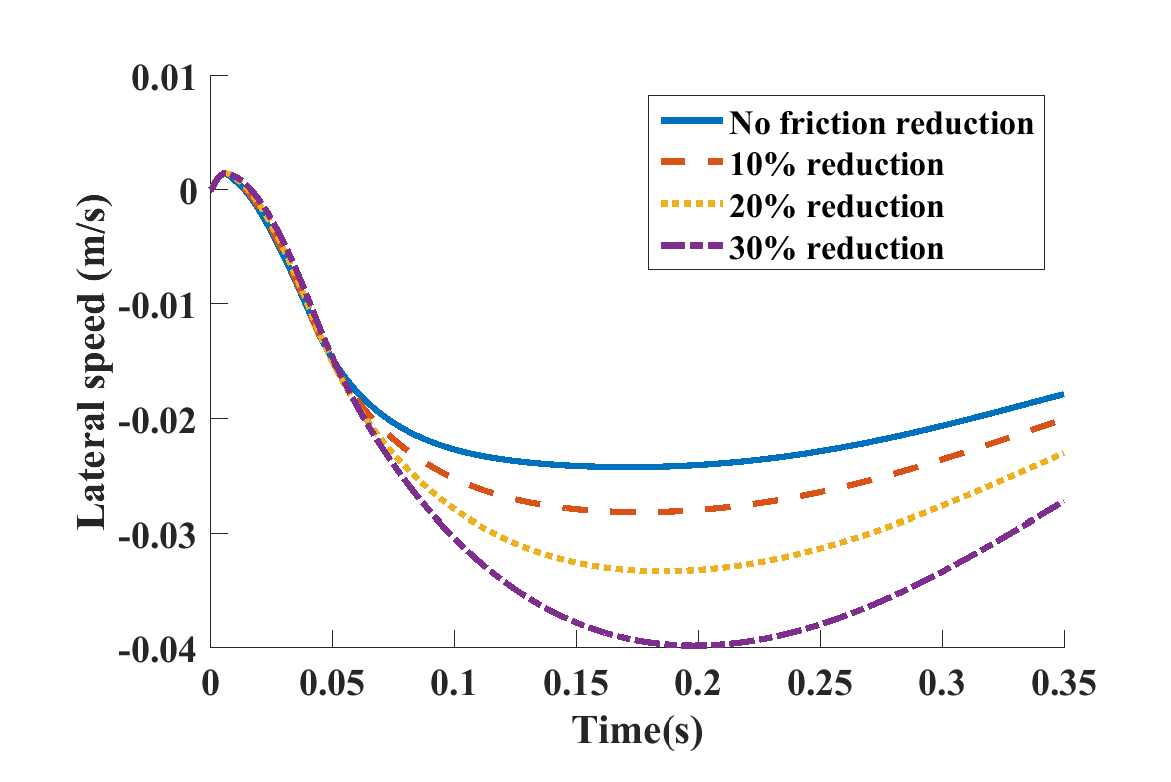 0.01
0
-0.01
-0.02
-0.03
-0.04
Lateral speed (m/s)
No friction reduction
10% reduction
20% reduction
30% reduction
0 0.05 0.1 0.15 0.2 0.25 0.3 0.35
Time(s)